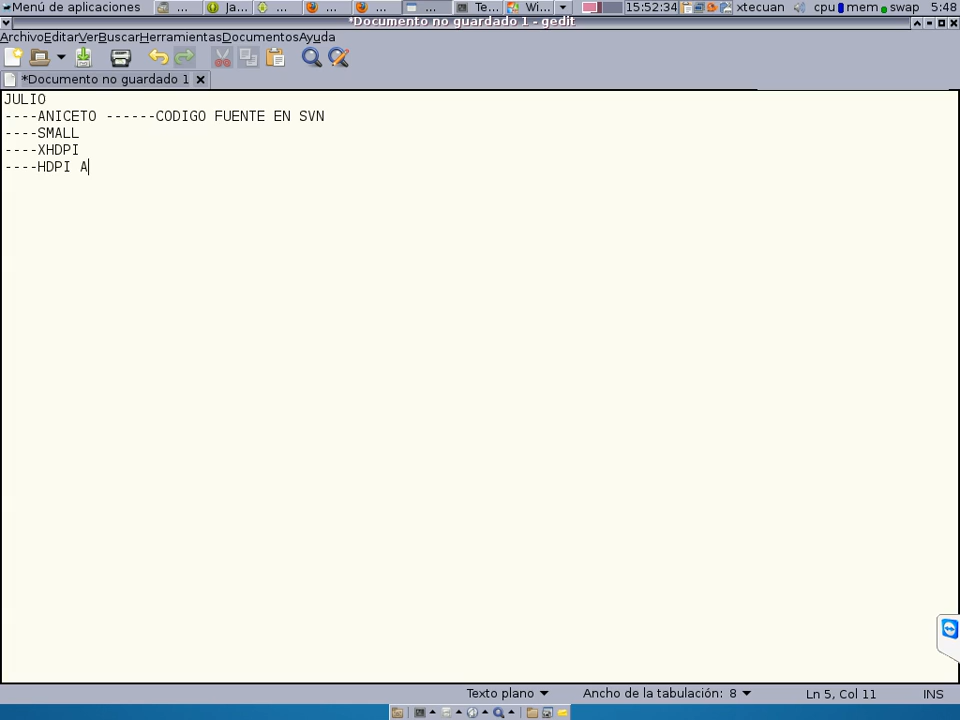 Menú de aplicaciones ... Ja... ... ... ... ... Te... Wi... 15:52:34 xtecuan cpu mem swap 5:48
*Documento no guardado 1 - gedit
Archivo Editar Ver Buscar Herramientas Documentos Ayuda
*Documento no guardado 1
JULIO
----ANICETO ------CODIGO FUENTE EN SVN
----SMALL
----XHDPI
----HDPI A
Texto plano Ancho de la tabulación: 8 Ln 5, Col 11 INS